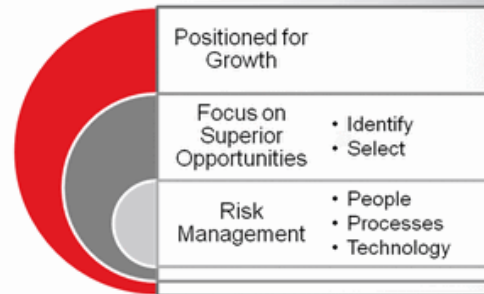 Positioned for
Growth
Focus on
Superior
Opportunities
• Identify
• Select
Risk
Management
• People
• Processes
• Technology